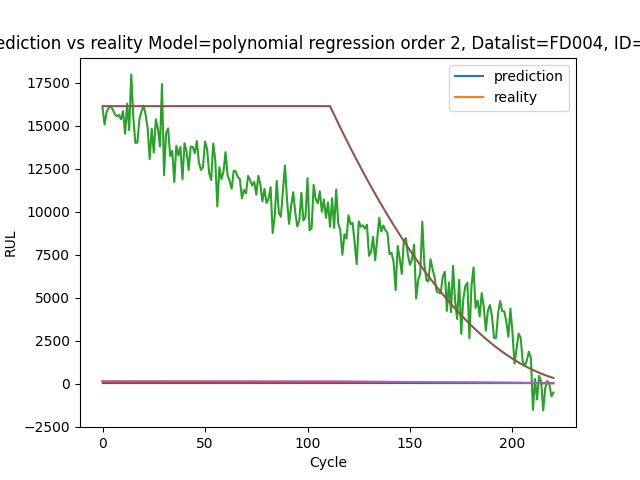 ediction vs reality Model=polynomial regression order 2, Datalist=FD004, ID=
prediction
reality
17500
15000
12500
10000
7500
5000
2500
0
−2500
RUL
0
50
100
150
200
Cycle